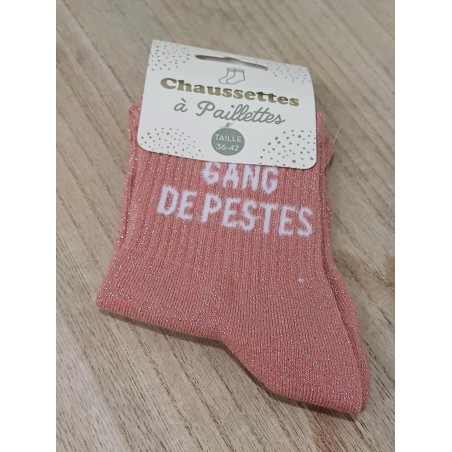 Chaussettes
à Paillettes
TAILLE
36-42
GANG
DE PESTES